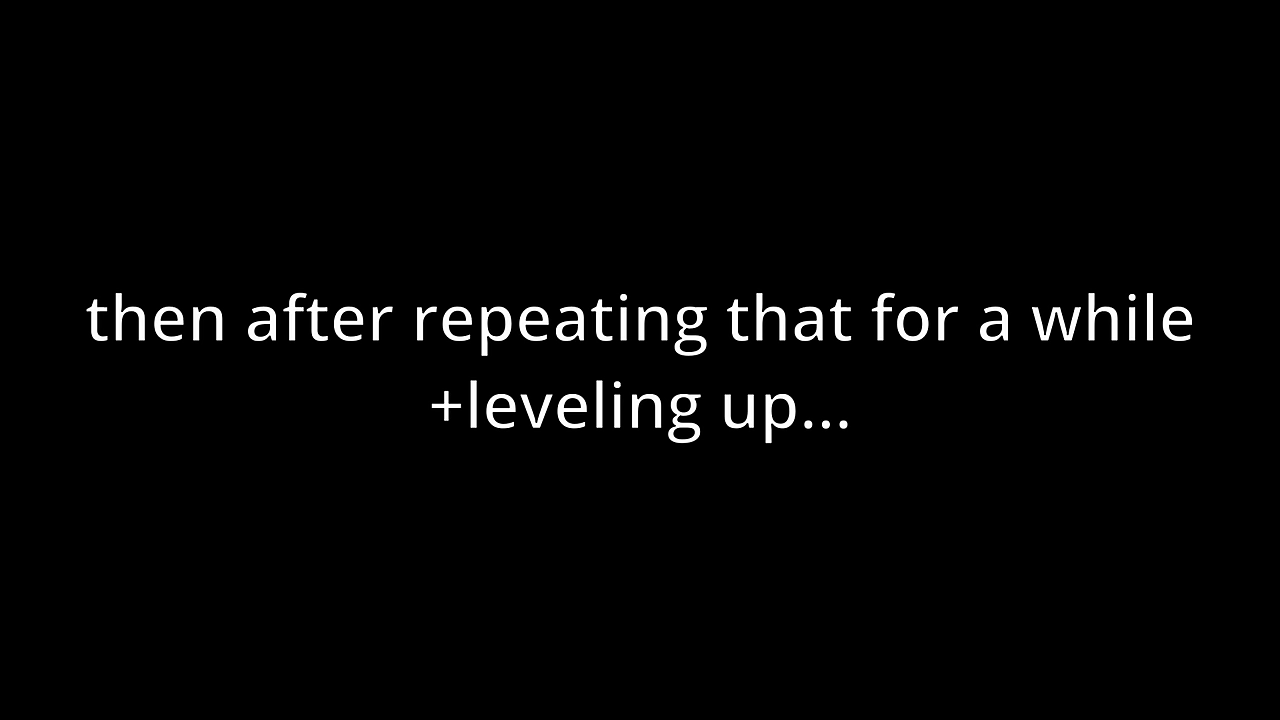 then after repeating that for a while
+leveling up...